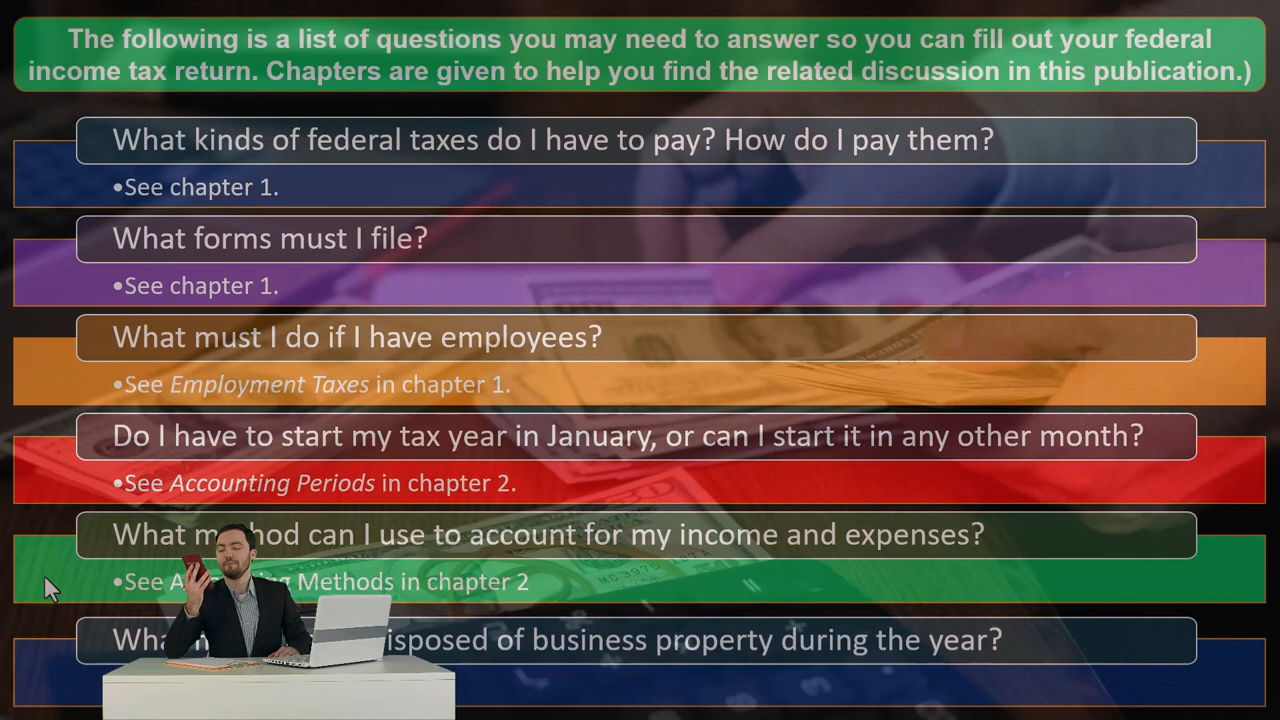 The following is a list of questions you may need to answer so you can fill out your federal
income tax return. Chapters are given to help you find the related discussion in this publication.)
What kinds of federal taxes do I have to pay? How do I pay them?
•See chapter 1.
What forms must I file?
•See chapter 1.
What must I do if I have employees?
•See Employment Taxes in chapter 1.
Do I have to start my tax year in January, or can I start it in any other month?
•See Accounting Periods in chapter 2.
What method can I use to account for my income and expenses?
•See Methods in chapter 2
isposed of business property during the year?